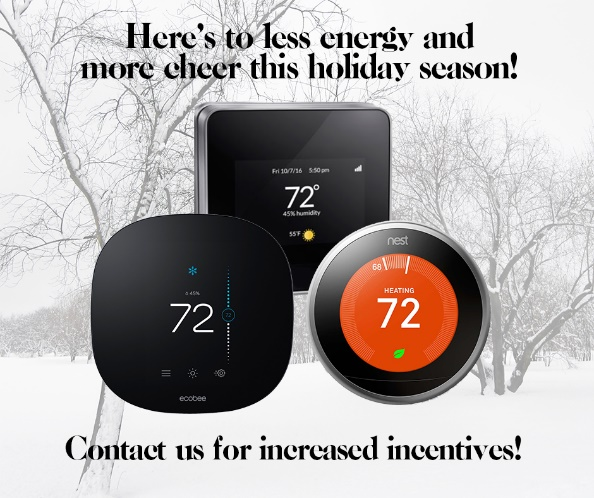 Here's to less energy and
more cheer this holiday season!
Fri 10/7/16 5:50 pm
72°
45% humidity
55°F
nest
68
HEATING
72
45%
72
ecobee
Contact us for increased incentives!